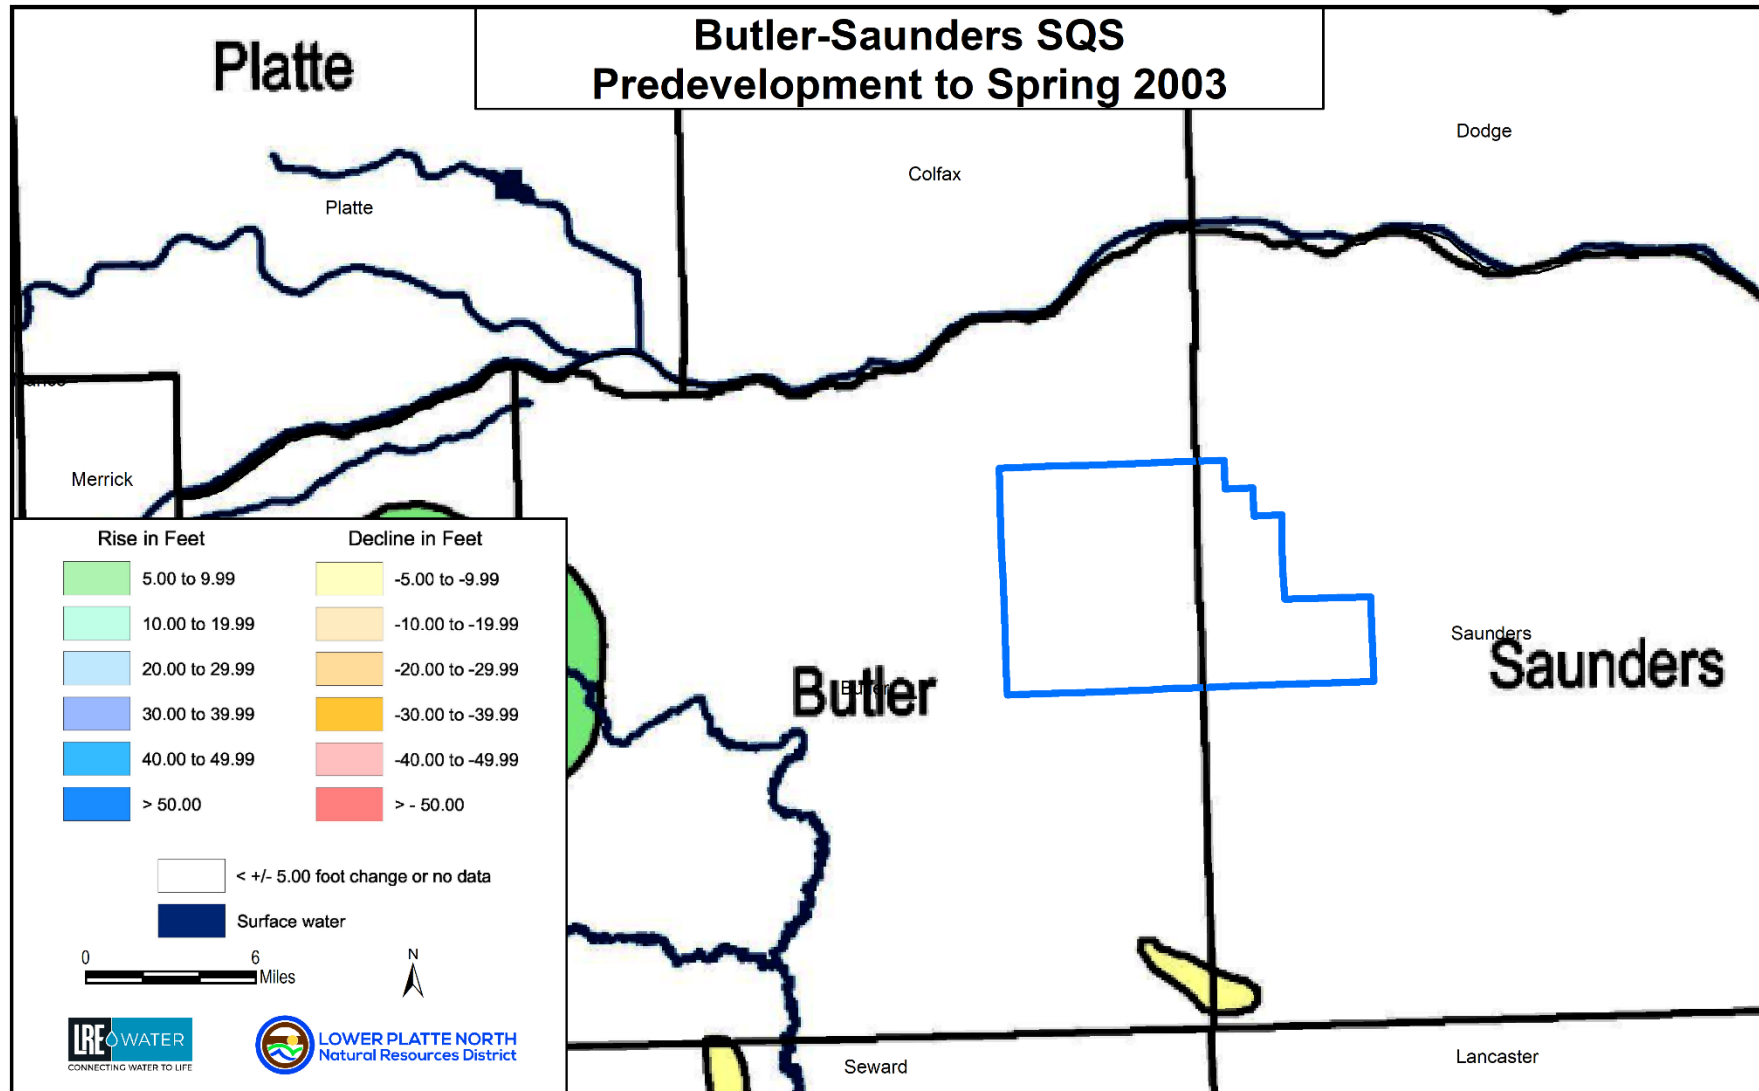 Butler-Saunders SQS
Predevelopment to Spring 2003
Platte
Dodge
Colfax
Platte
Merrick
Saunders
Saunders
Butler
Rise in Feet
Decline in Feet
5.00 to 9.99
-5.00 to -9.99
10.00 to 19.99
-10.00 to -19.99
20.00 to 29.99
-20.00 to -29.99
30.00 to 39.99
-30.00 to -39.99
40.00 to 49.99
-40.00 to -49.99
> 50.00
> - 50.00
< +/- 5.00 foot change or no data
Surface water
0 6
Miles
N
LRE WATER
CONNECTING WATER TO LIFE
LOWER PLATTE NORTH
Natural Resources District
Seward
Lancaster